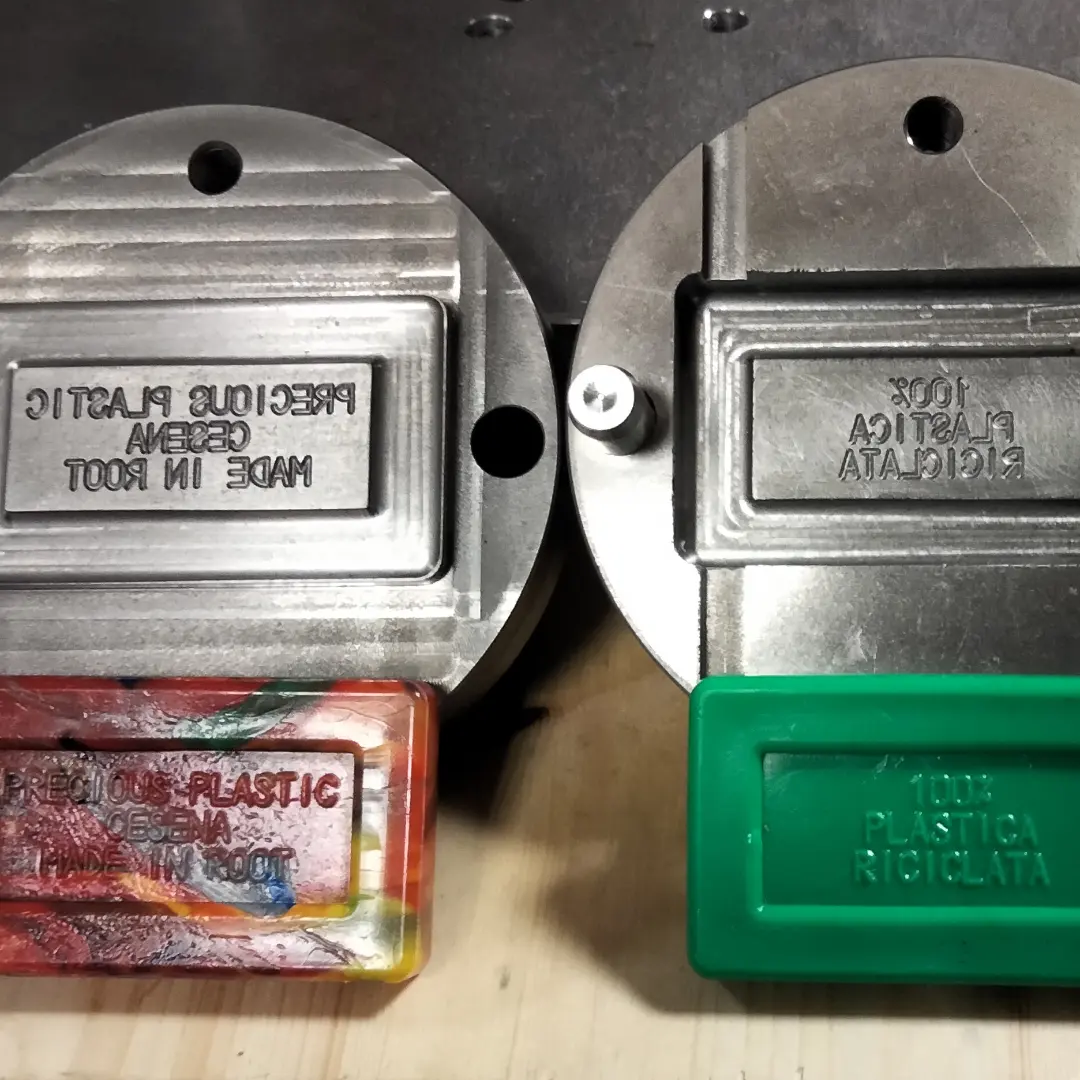 PRECIOUS PLASTIC
CESENA
MADE IN ROOT
100%
PLASTICA
RICICLATA
PRECIOUS PLASTIC
CESENA
MADE IN ROOT
100%
PLASTICA
RICICLATA